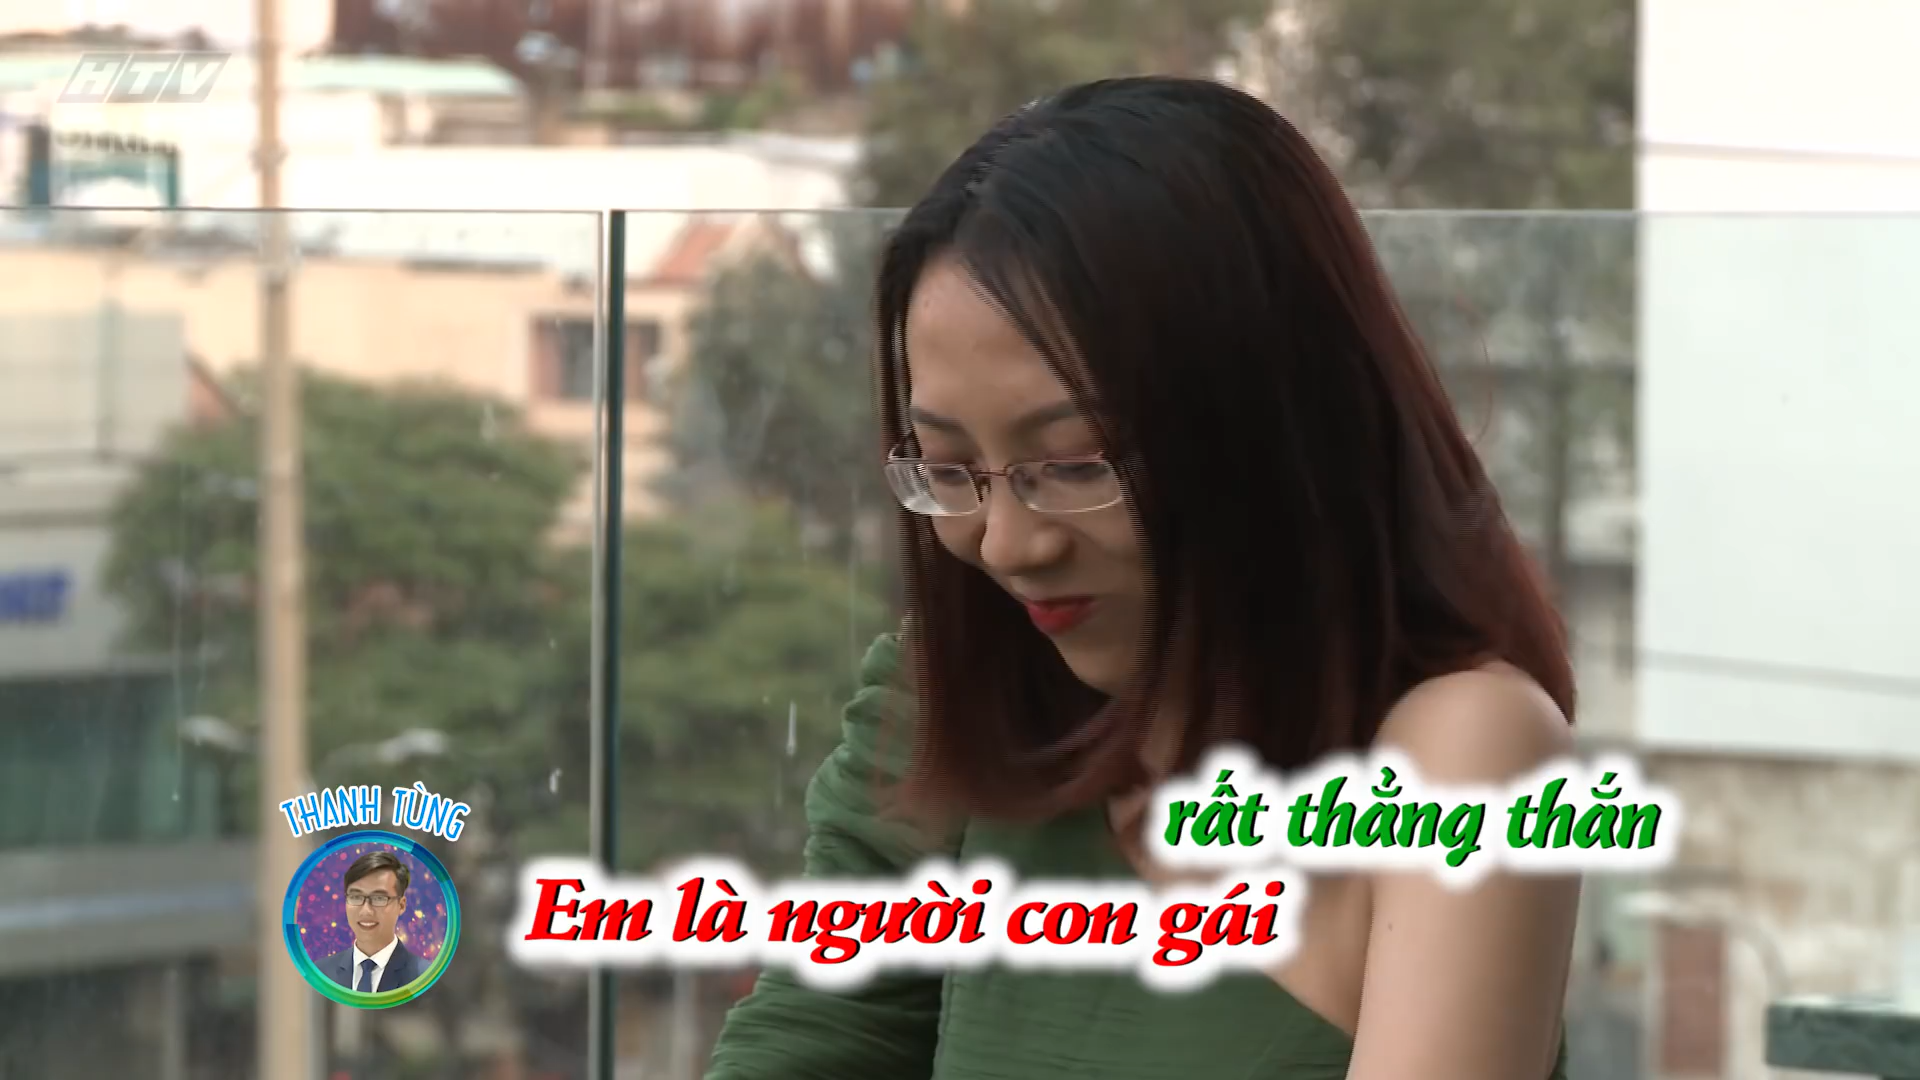 HTV
THANH TÙNG
rất thẳng thắn
Em là người con gái